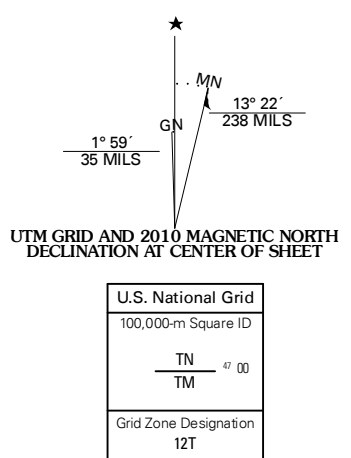 ★
MN
GN
13° 22´
238 MILS
1° 59´
35 MILS
UTM GRID AND 2010 MAGNETIC NORTH
DECLINATION AT CENTER OF SHEET
U.S. National Grid
100,000-m Square ID
TN
47 00
TM
Grid Zone Designation
12T